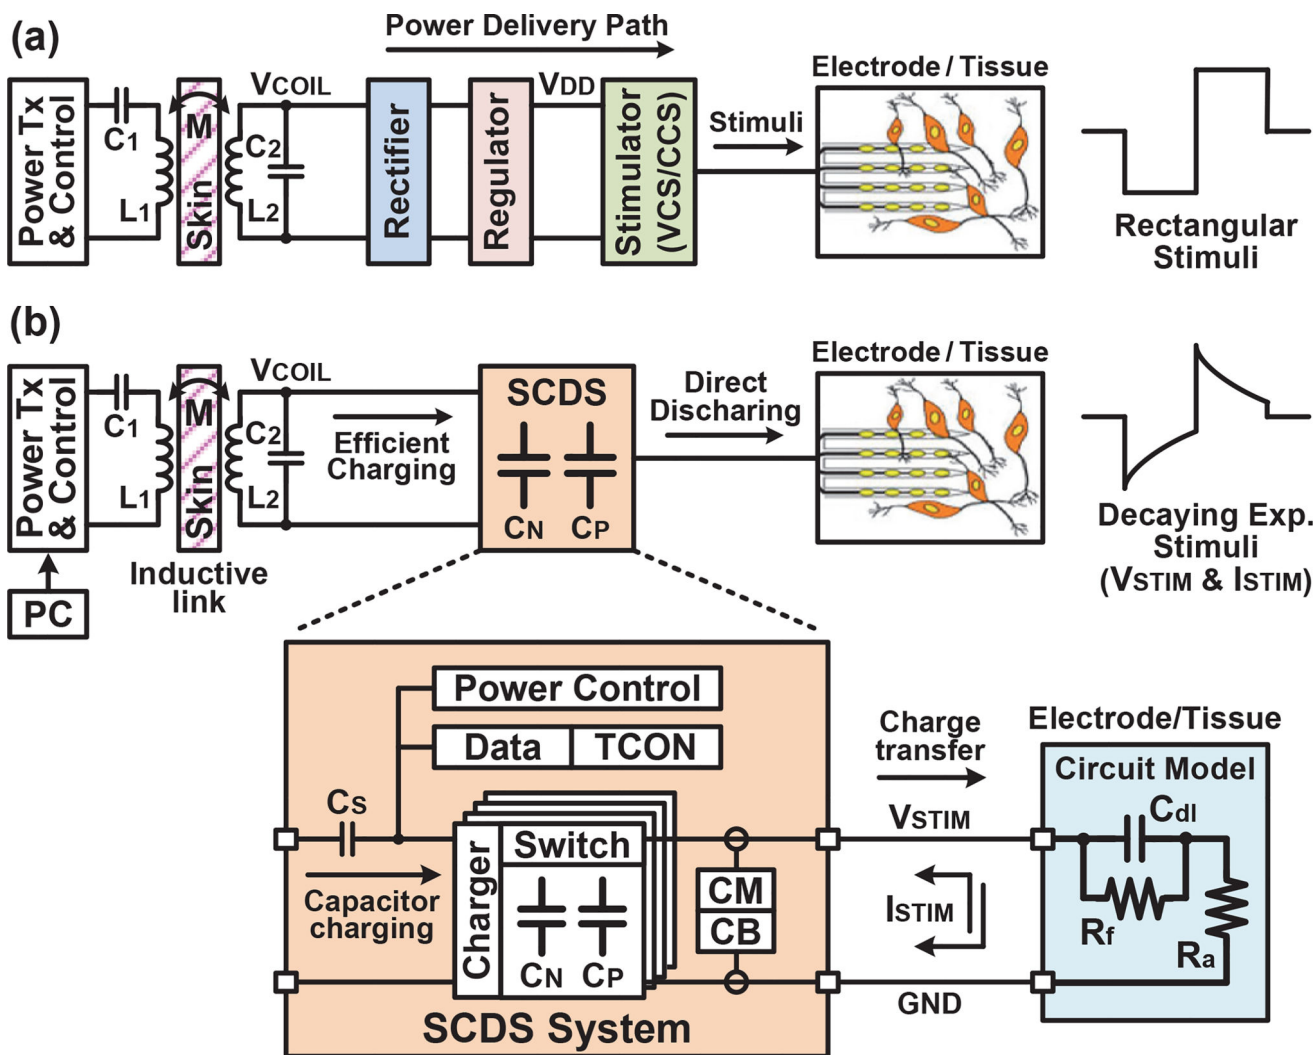 (a)
Power Delivery Path
Power Tx
& Control
C1
L1
M
Skin
VCOIL
C2
L2
Rectifier
Regulator
VDD
Stimulator
(VCS/CCS)
Stimuli
Electrode / Tissue
Rectangular
Stimuli
(b)
Power Tx
& Control
PC
C1
L1
M
Skin
Inductive
link
VCOIL
C2
L2
Efficient
Charging
SCDS
CN CP
Direct
Discharing
Electrode / Tissue
Decaying Exp.
Stimuli
(VSTIM & ISTIM)
Power Control
Data TCON
CS
Capacitor
charging
Charger
Switch
CN CP
CM
CB
SCDS System
Charge
transfer
VSTIM
ISTIM
GND
Electrode/Tissue
Circuit Model
Cdl
Rf
Ra